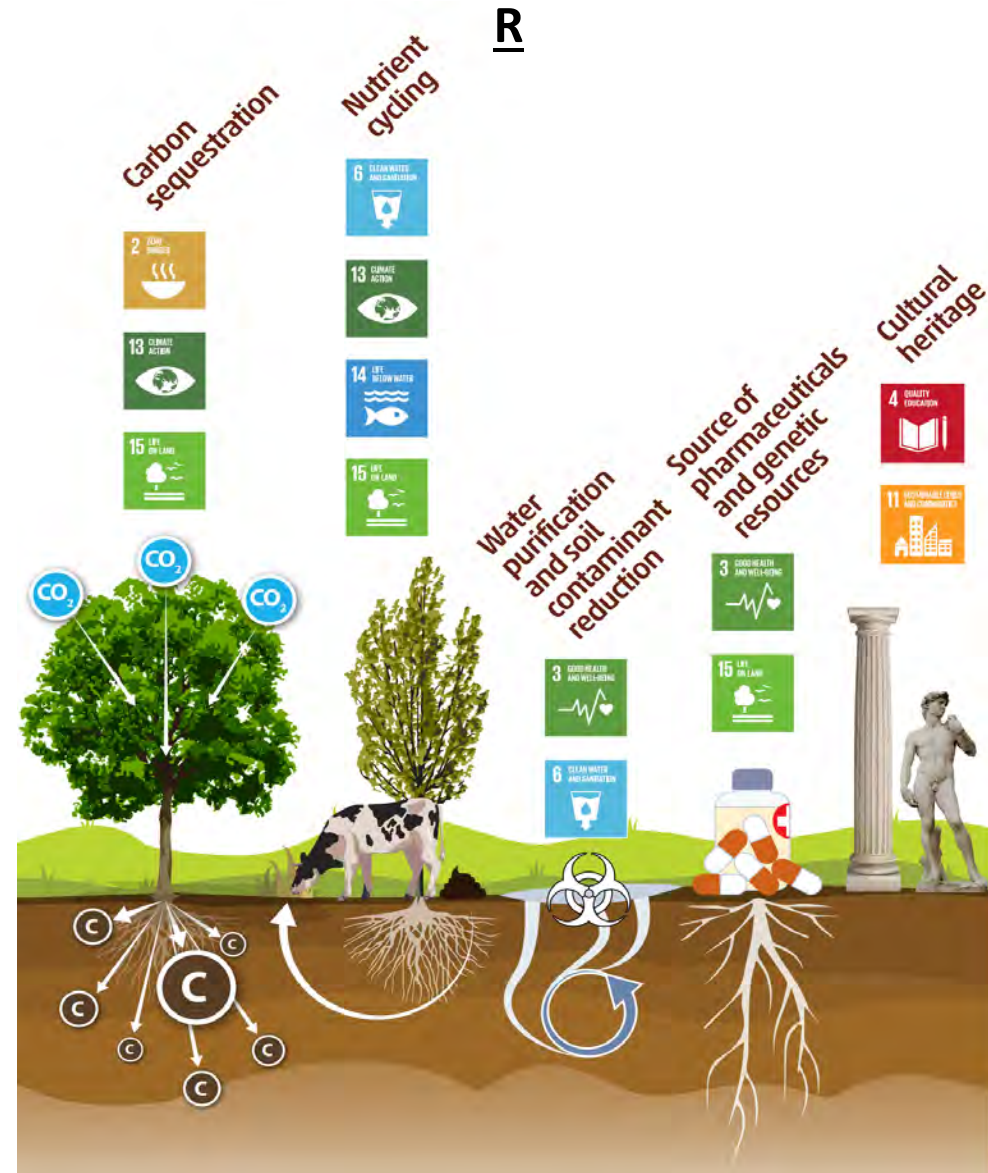 R
Carbon
sequestration
2 ZERO
HUNGER
13 CLIMATE
ACTION
15 LIFE
ON LAND
CO2
CO2
CO2
Nutrient
cycling
6 CLEAN WATER
AND SANITATION
13 CLIMATE
ACTION
14 LIFE
BELOW WATER
15 LIFE
ON LAND
Water
purification
and soil
contaminant
reduction
3 GOOD HEALTH
AND WELL-BEING
6 CLEAN WATER
AND SANITATION
Source of
pharmaceuticals
and genetic
resources
3 GOOD HEALTH
AND WELL-BEING
15 LIFE
ON LAND
Cultural
heritage
4 QUALITY
EDUCATION
11 SUSTAINABLE CITIES
AND COMMUNITIES
C
C
C
C
C
C
C